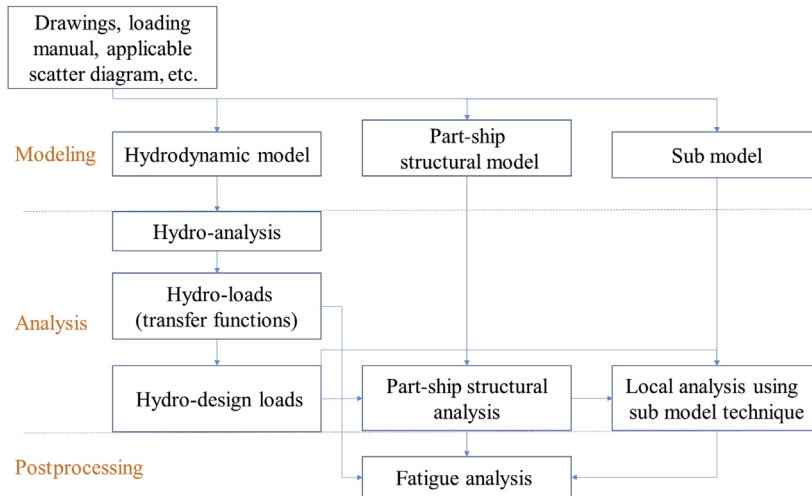 Drawings, loading
manual, applicable
scatter diagram, etc.
Modeling
Hydrodynamic model
Part-ship
structural model
Sub model
Hydro-analysis
Analysis
Hydro-loads
(transfer functions)
Hydro-design loads
Part-ship structural
analysis
Local analysis using
sub model technique
Postprocessing
Fatigue analysis